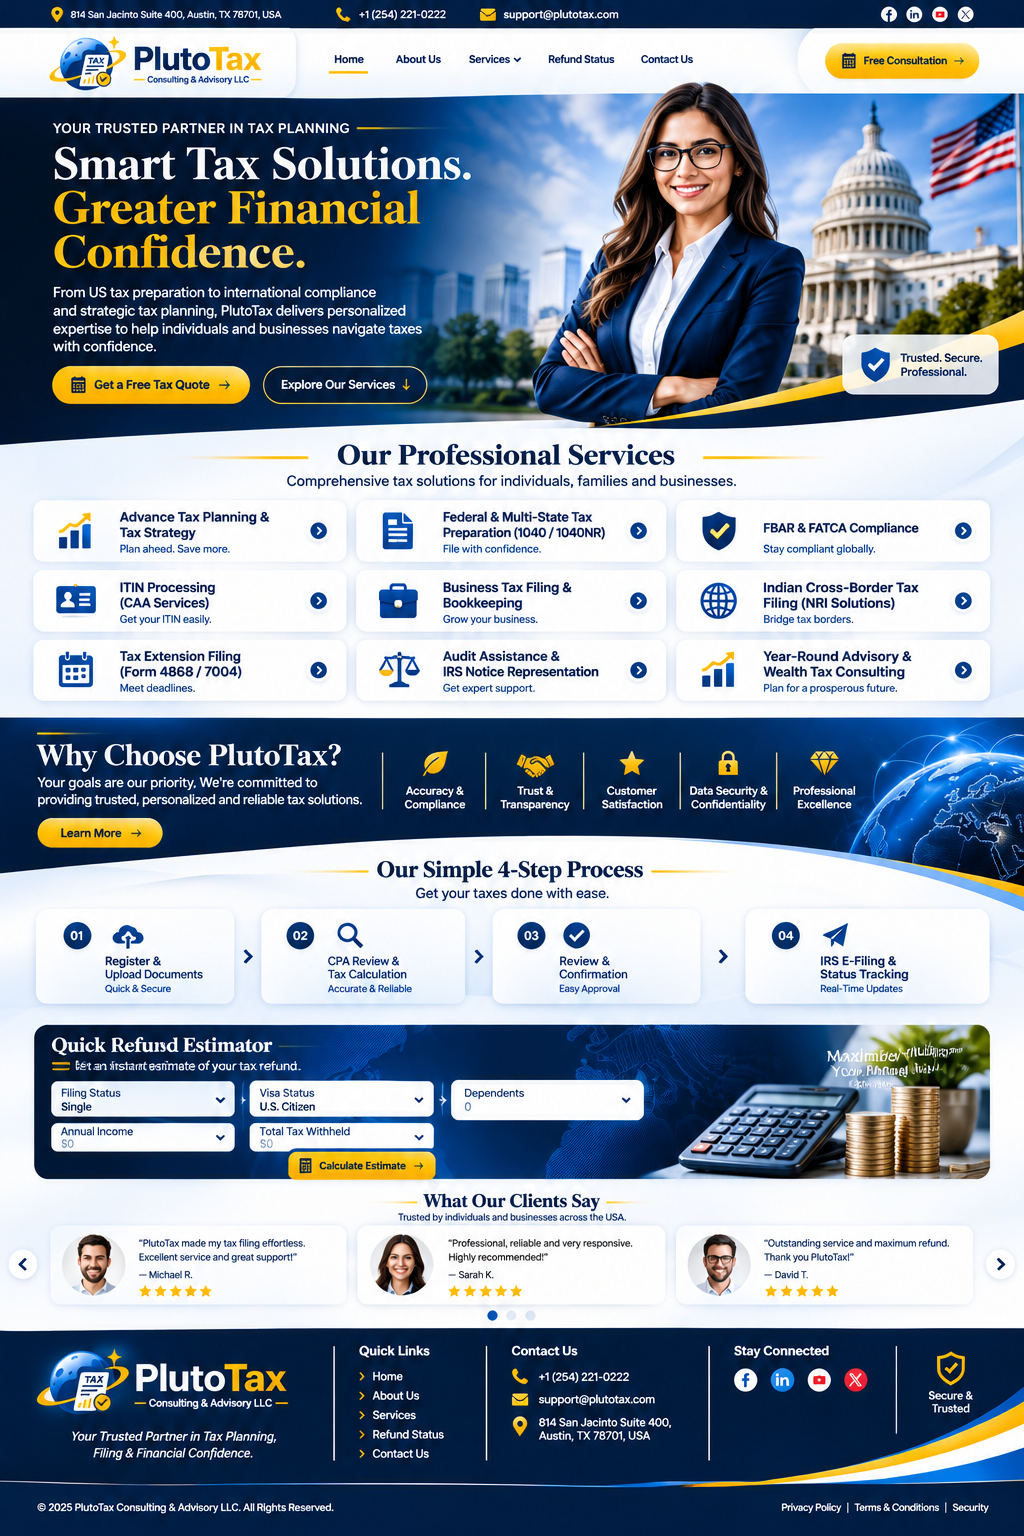 814 San Jacinto Suite 400, Austin, TX 78701, USA
+1 (254) 221-0222
support@plutotax.com
TAX
PlutoTax
Consulting & Advisory LLC
Home
About Us
Services
Refund Status
Contact Us
Free Consultation →
YOUR TRUSTED PARTNER IN TAX PLANNING
Smart Tax Solutions.
Greater Financial
Confidence.
From US tax preparation to international compliance
and strategic tax planning, PlutoTax delivers personalized
expertise to help individuals and businesses navigate taxes
with confidence.
Get a Free Tax Quote →
Explore Our Services ↓
Trusted. Secure.
Professional.
Our Professional Services
Comprehensive tax solutions for individuals, families and businesses.
Advance Tax Planning &
Tax Strategy
Plan ahead. Save more.
Federal & Multi-State Tax
Preparation (1040 / 1040NR)
File with confidence.
FBAR & FATCA Compliance
Stay compliant globally.
ITIN Processing
(CAA Services)
Get your ITIN easily.
Business Tax Filing &
Bookkeeping
Grow your business.
Indian Cross-Border Tax
Filing (NRI Solutions)
Bridge tax borders.
Tax Extension Filing
(Form 4868 / 7004)
Meet deadlines.
Audit Assistance &
IRS Notice Representation
Get expert support.
Year-Round Advisory &
Wealth Tax Consulting
Plan for a prosperous future.
Why Choose PlutoTax?
Your goals are our priority. We're committed to
providing trusted, personalized and reliable tax solutions.
Learn More →
Accuracy &
Compliance
Trust &
Transparency
Customer
Satisfaction
Data Security &
Confidentiality
Professional
Excellence
Our Simple 4-Step Process
Get your taxes done with ease.
01
Register &
Upload Documents
Quick & Secure
02
CPA Review &
Tax Calculation
Accurate & Reliable
03
Review &
Confirmation
Easy Approval
04
IRS E-Filing &
Status Tracking
Real-Time Updates
Quick Refund Estimator
instant estimate of your tax refund.
Filing Status
Single
Visa Status
U.S. Citizen
Dependents
0
Annual Income
$0
Total Tax Withheld
$0
Calculate Estimate →
What Our Clients Say
Trusted by individuals and businesses across the USA.
"PlutoTax made my tax filing effortless.
Excellent service and great support!"
— Michael R.
"Professional, reliable and very responsive.
Highly recommended!"
— Sarah K.
"Outstanding service and maximum refund.
Thank you PlutoTax!"
— David T.
TAX
PlutoTax
Consulting & Advisory LLC
Your Trusted Partner in Tax Planning,
Filing & Financial Confidence.
Quick Links
Home
About Us
Services
Refund Status
Contact Us
Contact Us
+1 (254) 221-0222
support@plutotax.com
814 San Jacinto Suite 400,
Austin, TX 78701, USA
Stay Connected
Secure &
Trusted
© 2025 PlutoTax Consulting & Advisory LLC. All Rights Reserved.
Privacy Policy | Terms & Conditions | Security